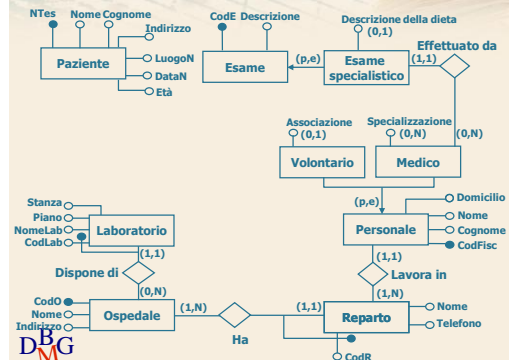 NTes Nome Cognome
Indirizzo
Paziente
LuogoN
DataN
Età
CodE Descrizione
Esame
(p,e)
Descrizione della dieta
(0,1)
Esame
specialistico
(1,1)
Effettuato da
(0,N)
Associazione
(0,1)
Volontario
Specializzazione
(0,N)
Medico
(p,e)
Personale
Domicilio
Nome
Cognome
CodFisc
(1,1)
Lavora in
(1,N)
Stanza
Piano
NomeLab
CodLab
Laboratorio
(1,1)
Dispone di
(0,N)
CodO
Nome
Indirizzo
Ospedale
(1,N)
Ha
(1,1)
Reparto
Nome
Telefono
CodR
DBMG